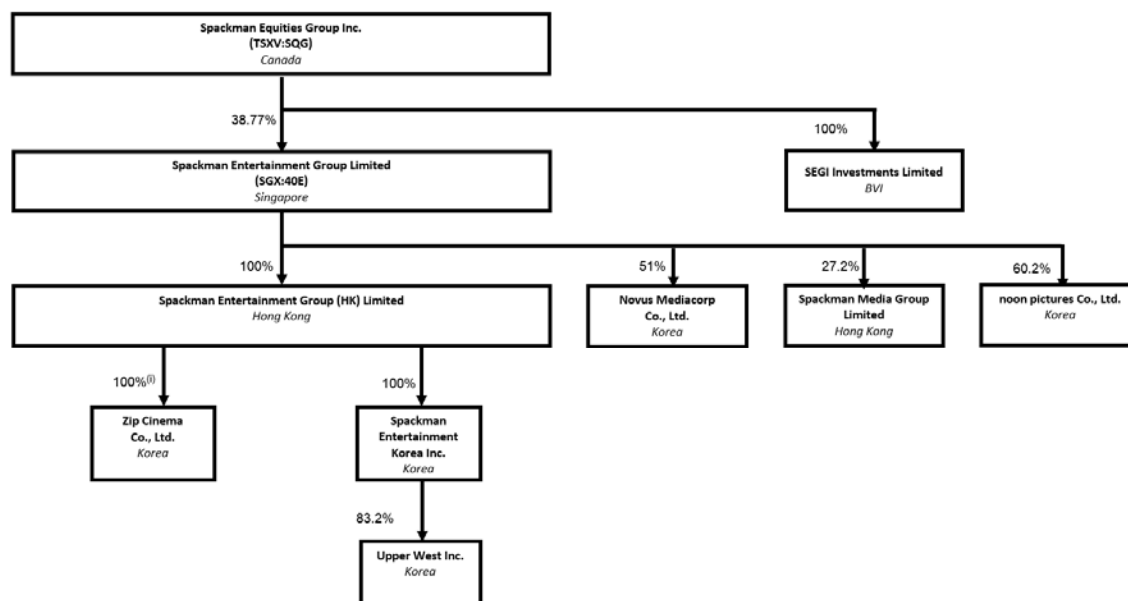 Spackman Equities Group Inc.
(TSXV:SQG)
Canada
38.77%
100%
Spackman Entertainment Group Limited
(SGX:40E)
Singapore
SEGI Investments Limited
BVI
100%
51%
27.2%
60.2%
Spackman Entertainment Group (HK) Limited
Hong Kong
Novus Mediacorp
Co., Ltd.
Korea
Spackman Media Group
Limited
Hong Kong
noon pictures Co., Ltd.
Korea
100%(i)
100%
Zip Cinema
Co., Ltd.
Korea
Spackman
Entertainment
Korea Inc.
Korea
83.2%
Upper West Inc.
Korea